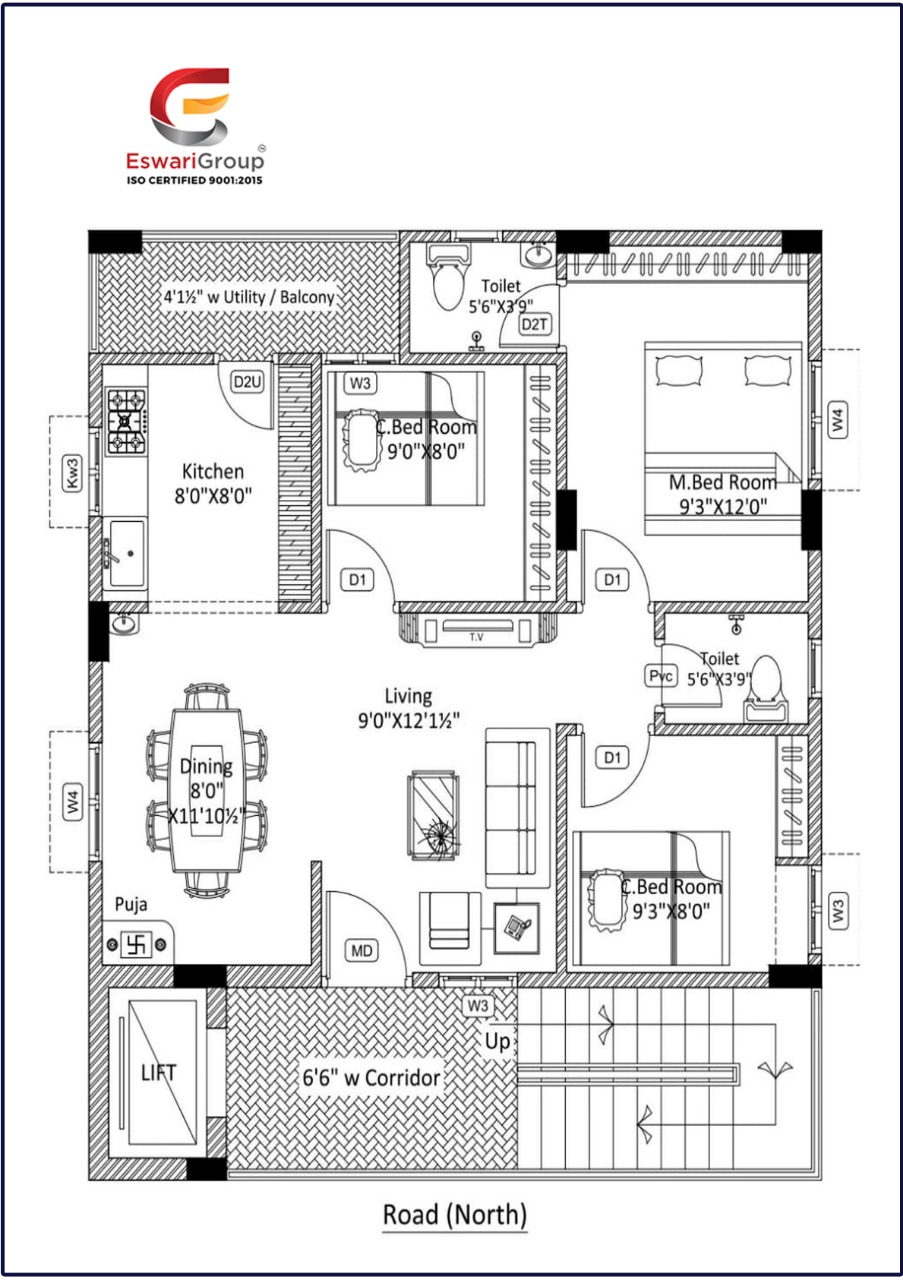 EswariGroup
TM
ISO CERTIFIED 9001:2015
4'1½" w Utility / Balcony
Toilet
5'6"X3'9"
D2T
D2U
W3
C.Bed Room
9'0"X8'0"
W4
Kw3
Kitchen
8'0"X8'0"
M.Bed Room
9'3"X12'0"
D1
D1
T.V
Toilet
5'6"X3'9"
Pvc
Living
9'0"X12'1½"
D1
Dining
8'0"
X11'10½"
W4
C.Bed Room
9'3"X8'0"
W3
Puja
MD
W3
Up
LIFT
6'6" w Corridor
Road (North)